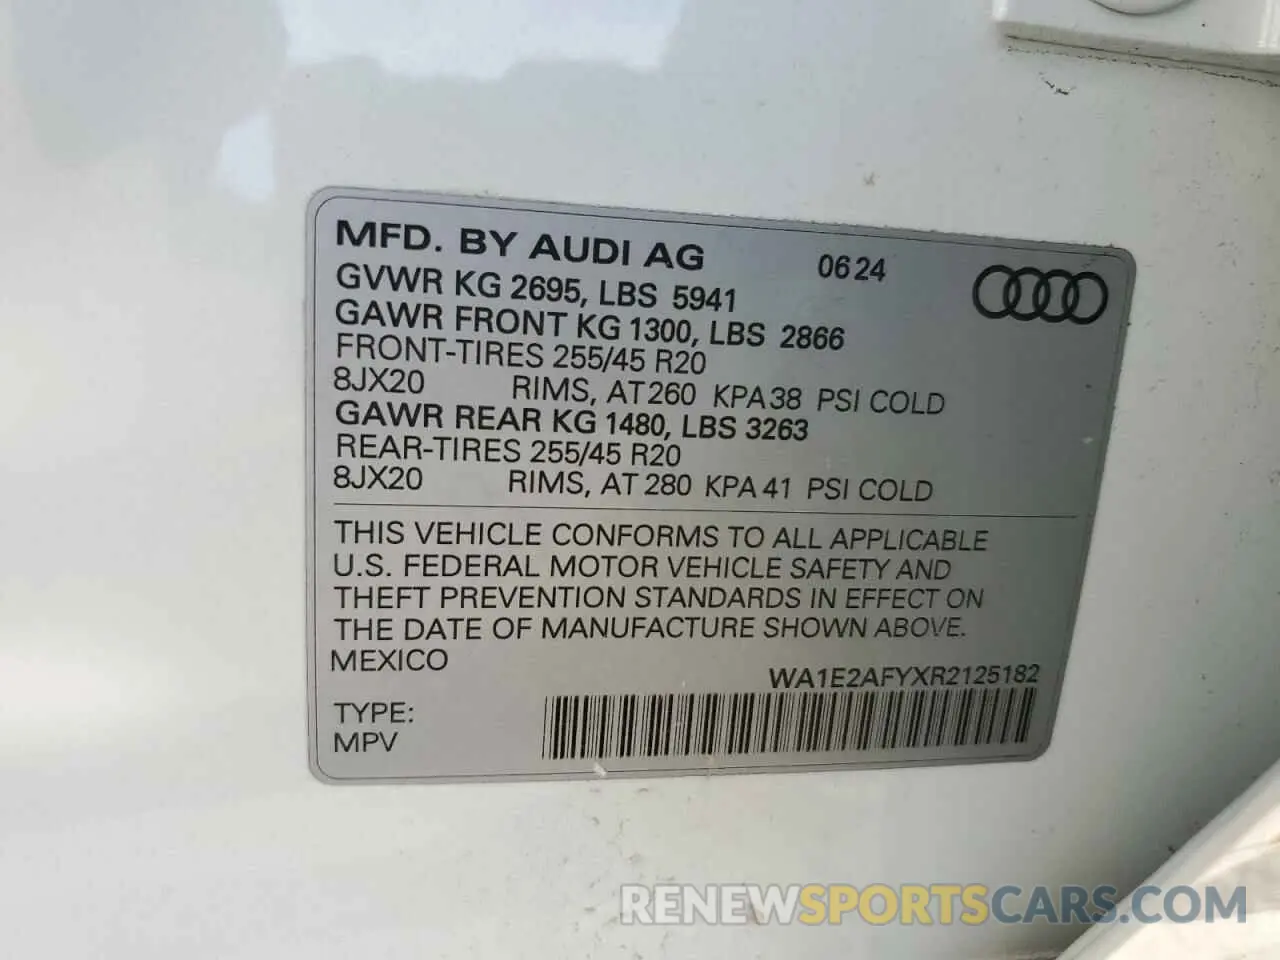 MFD. BY AUDI AG 06 24
GVWR KG 2695, LBS 5941
GAWR FRONT KG 1300, LBS 2866
FRONT-TIRES 255/45 R20
8JX20 RIMS, AT 260 KPA 38 PSI COLD
GAWR REAR KG 1480, LBS 3263
REAR-TIRES 255/45 R20
8JX20 RIMS, AT 280 KPA 41 PSI COLD
THIS VEHICLE CONFORMS TO ALL APPLICABLE
U.S. FEDERAL MOTOR VEHICLE SAFETY AND
THEFT PREVENTION STANDARDS IN EFFECT ON
THE DATE OF MANUFACTURE SHOWN ABOVE.
MEXICO
WA1E2AFYXR2125182
TYPE:
MPV
RENEWSPORTSCARS.COM